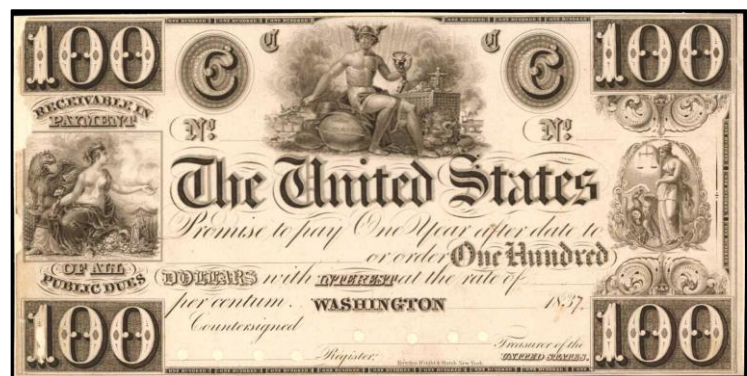 100 C C C C 100
RECEIVABLE IN
PAYMENT
Nº Nº
The United States
Promise to pay One Year after date to
or order One Hundred
OF ALL
PUBLIC DUES
DOLLARS with INTEREST at the rate of
per centum. WASHINGTON 1837.
Countersigned
100 100
Register. Treasurer of the
UNITED STATES.